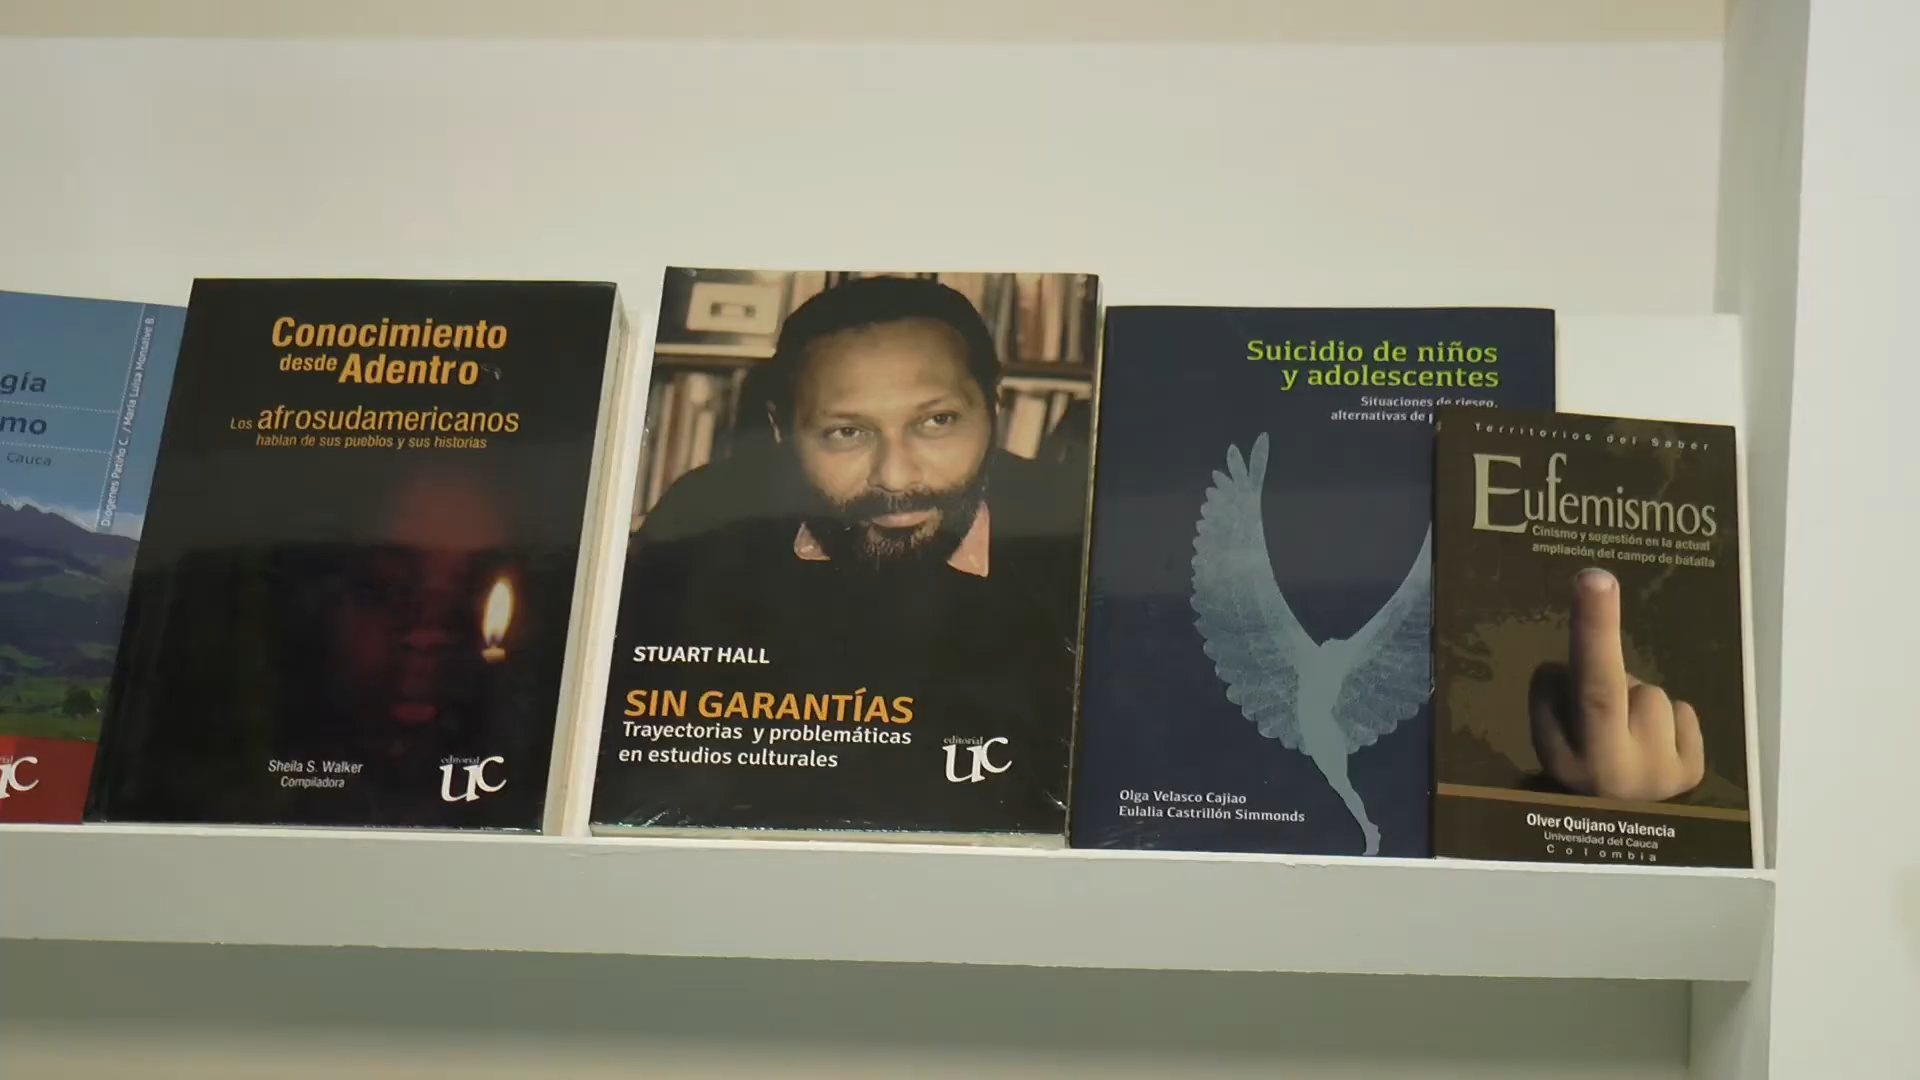 gía
mo
Cauca
Diógenes Patiño C. / María Luisa Monsalve B.
Conocimiento
desde Adentro
Los afrosudamericanos
hablan de sus pueblos y sus historias
Sheila S. Walker
Compiladora
editorial
uc
STUART HALL
SIN GARANTÍAS
Trayectorias y problemáticas
en estudios culturales
editorial
uc
Suicidio de niños
y adolescentes
Situaciones de riesgo,
alternativas de
Olga Velasco Cajiao
Eulalia Castrillón Simmonds
Territorios del Saber
Eufemismos
Cinismo y sugestión en la actual
ampliación del campo de batalla
Olver Quijano Valencia
Universidad del Cauca
Colombia